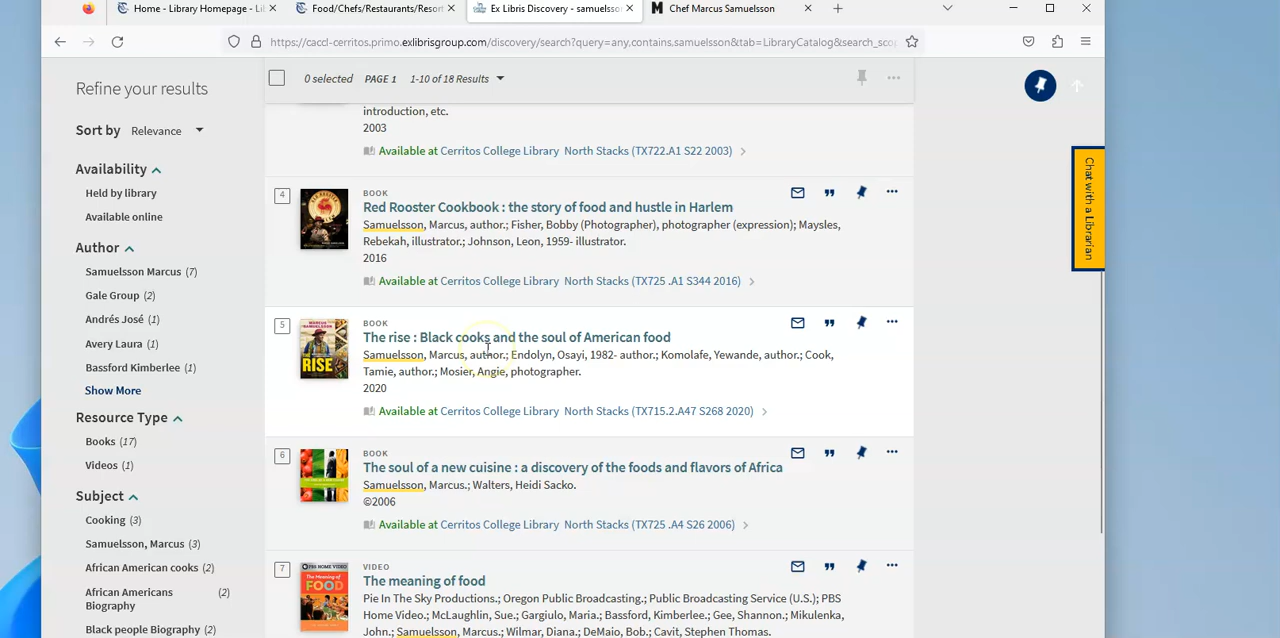 Home - Library Homepage - Li
Food/Chefs/Restaurants/Resort
Ex Libris Discovery - samuelsso
Chef Marcus Samuelsson
https://caccl-cerritos.primo.exlibrisgroup.com/discovery/search?query=any,contains,samuelsson&tab=LibraryCatalog&search_sco
Refine your results
Sort by Relevance
Availability
Held by library
Available online
Author
Samuelsson Marcus (7)
Gale Group (2)
Andrés José (1)
Avery Laura (1)
Bassford Kimberlee (1)
Show More
Resource Type
Books (17)
Videos (1)
Subject
Cooking (3)
Samuelsson, Marcus (3)
African American cooks (2)
African Americans Biography (2)
Black people Biography (2)
0 selected PAGE 1 1-10 of 18 Results
introduction, etc.
2003
Available at Cerritos College Library North Stacks (TX722.A1 S22 2003)
4
BOOK
Red Rooster Cookbook : the story of food and hustle in Harlem
Samuelsson, Marcus, author.; Fisher, Bobby (Photographer), photographer (expression); Maysles,
Rebekah, illustrator.; Johnson, Leon, 1959- illustrator.
2016
Available at Cerritos College Library North Stacks (TX725 .A1 S344 2016)
5
MARCUS SAMUELSSON
THE
RISE
BOOK
The rise : Black cooks and the soul of American food
Samuelsson, Marcus, author.; Endolyn, Osayi, 1982- author.; Komolafe, Yewande, author.; Cook,
Tamie, author.; Mosier, Angie, photographer.
2020
Available at Cerritos College Library North Stacks (TX715.2.A47 S268 2020)
6
BOOK
The soul of a new cuisine : a discovery of the foods and flavors of Africa
Samuelsson, Marcus.; Walters, Heidi Sacko.
©2006
Available at Cerritos College Library North Stacks (TX725 .A4 S26 2006)
7
PBS HOME VIDEO
The Meaning of
FOOD
VIDEO
The meaning of food
Pie In The Sky Productions.; Oregon Public Broadcasting.; Public Broadcasting Service (U.S.); PBS
Home Video.; McLaughlin, Sue.; Gargiulo, Maria.; Bassford, Kimberlee.; Gee, Shannon.; Mikulenka,
John.; Samuelsson, Marcus.; Wilmar, Diana.; DeMaio, Bob.; Cavit, Stephen Thomas.
Chat with a Librarian